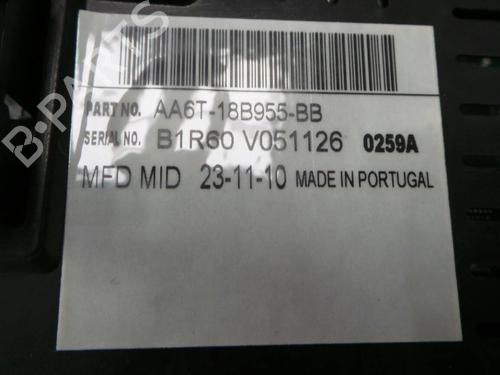 B-PARTS
PART NO. AA6T-18B955-BB
SERIAL NO. B1R60 V051126 0259A
MFD MID 23-11-10 MADE IN PORTUGAL